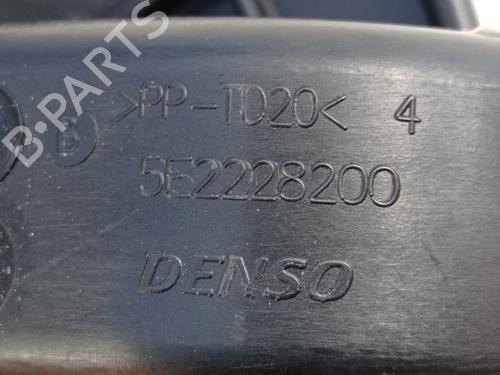 >PP-TD20< 4
B
5E2228200
DENSO
B-PARTS